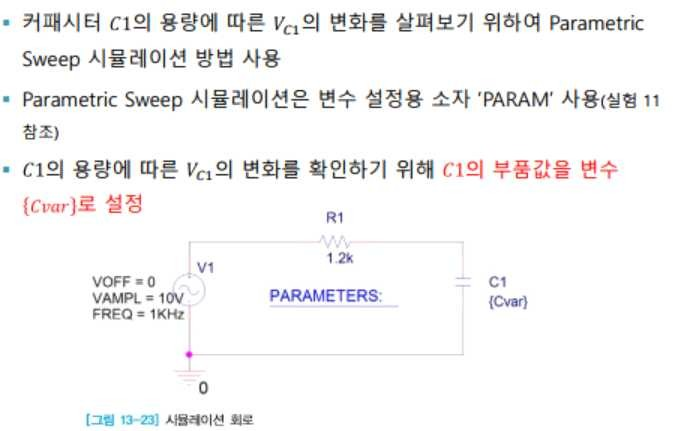 ▪ 커패시터 C1의 용량에 따른 V_C1의 변화를 살펴보기 위하여 Parametric
Sweep 시뮬레이션 방법 사용
▪ Parametric Sweep 시뮬레이션은 변수 설정용 소자 ‘PARAM’ 사용(실험 11
참조)
▪ C1의 용량에 따른 V_C1의 변화를 확인하기 위해 C1의 부품값을 변수
{Cvar}로 설정
R1
1.2k
V1
VOFF = 0
VAMPL = 10V
FREQ = 1KHz
PARAMETERS:
C1
{Cvar}
0
[그림 13-23] 시뮬레이션 회로